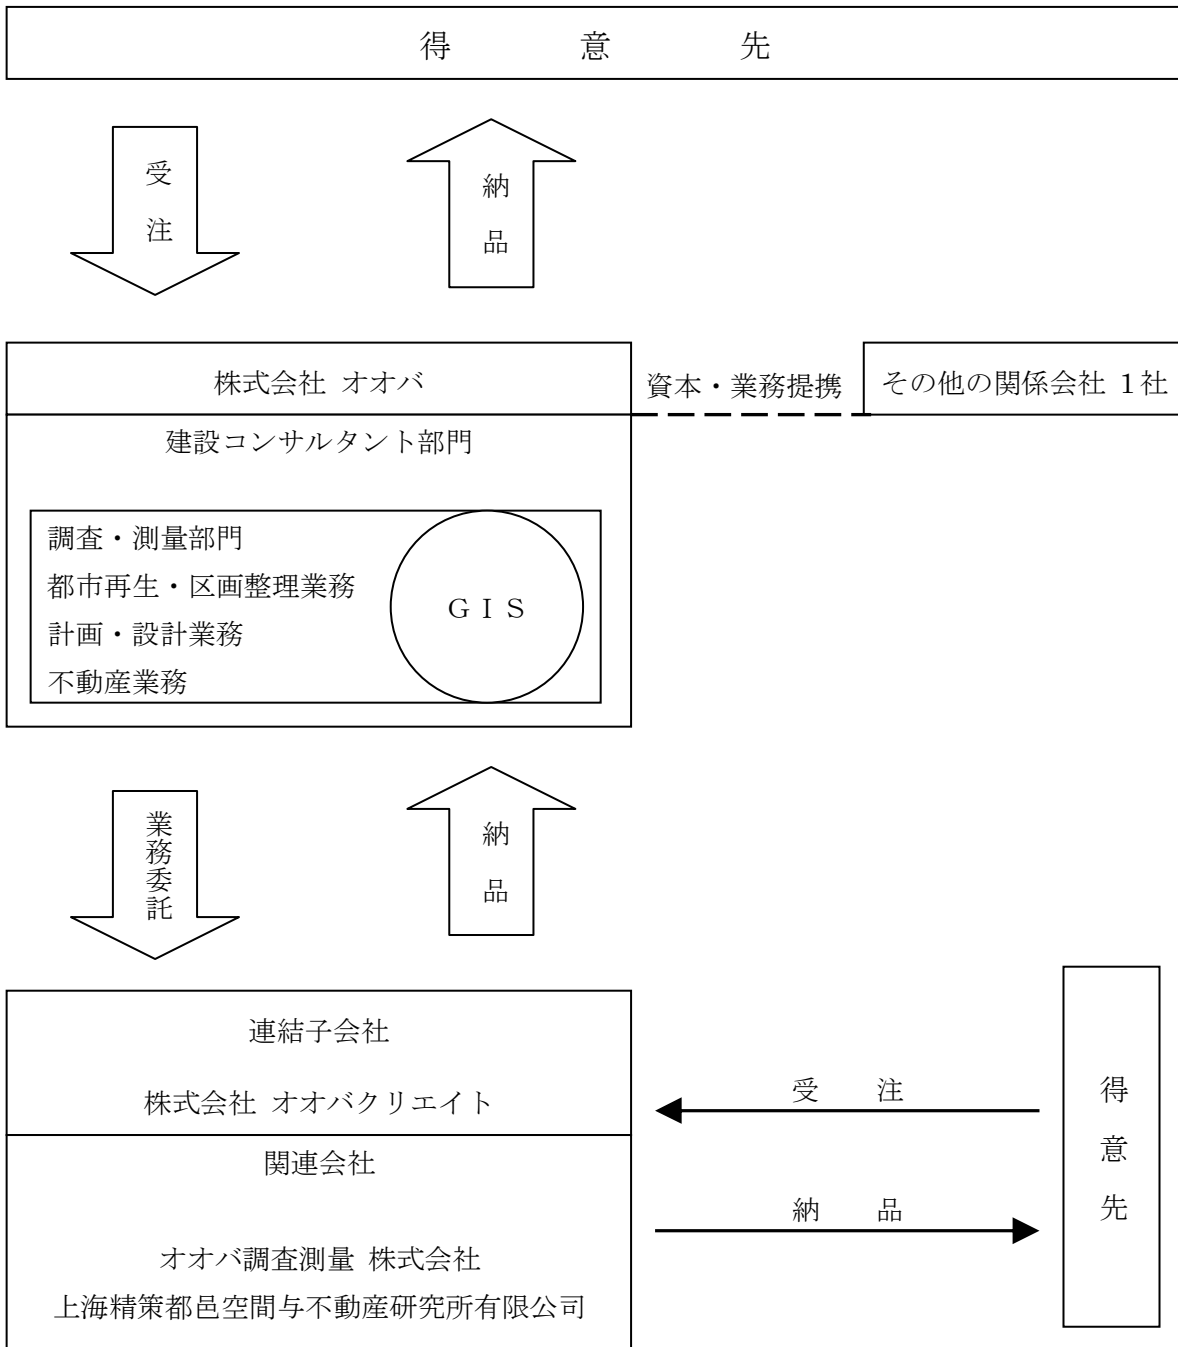 得意先
受注
納品
株式会社 オオバ
資本・業務提携
その他の関係会社 １社
建設コンサルタント部門
調査・測量部門
都市再生・区画整理業務
計画・設計業務
不動産業務
ＧＩＳ
業務委託
納品
連結子会社
株式会社 オオバクリエイト
関連会社
オオバ調査測量 株式会社
上海精策都邑空間与不動産研究所有限公司
受注
納品
得意先